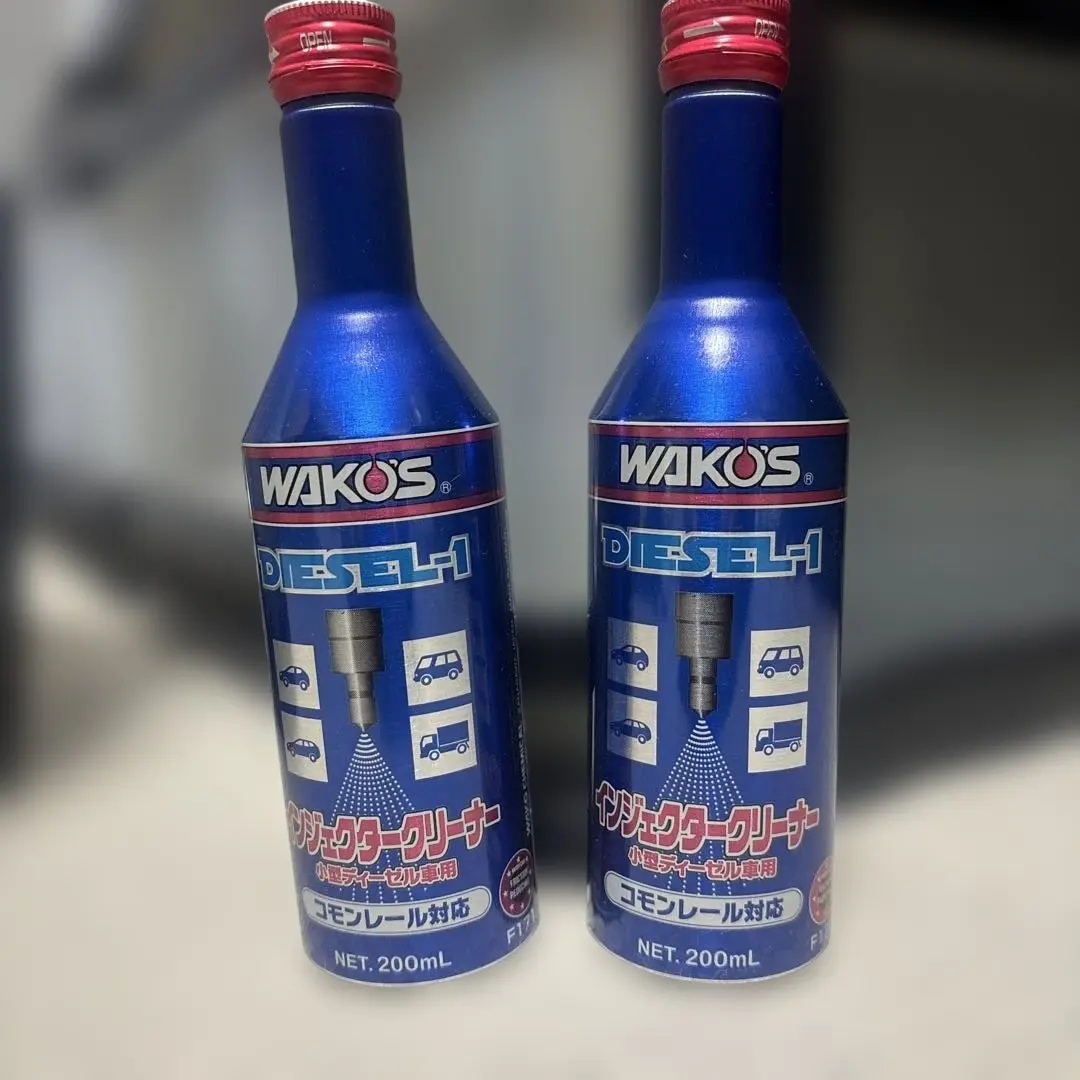 OPEN
WAKO'S®
DIESEL-1
インジェクタークリーナー
小型ディーゼル車用
コモンレール対応
NET. 200mL
F171
OPEN
WAKO'S®
DIESEL-1
インジェクタークリーナー
小型ディーゼル車用
コモンレール対応
NET. 200mL